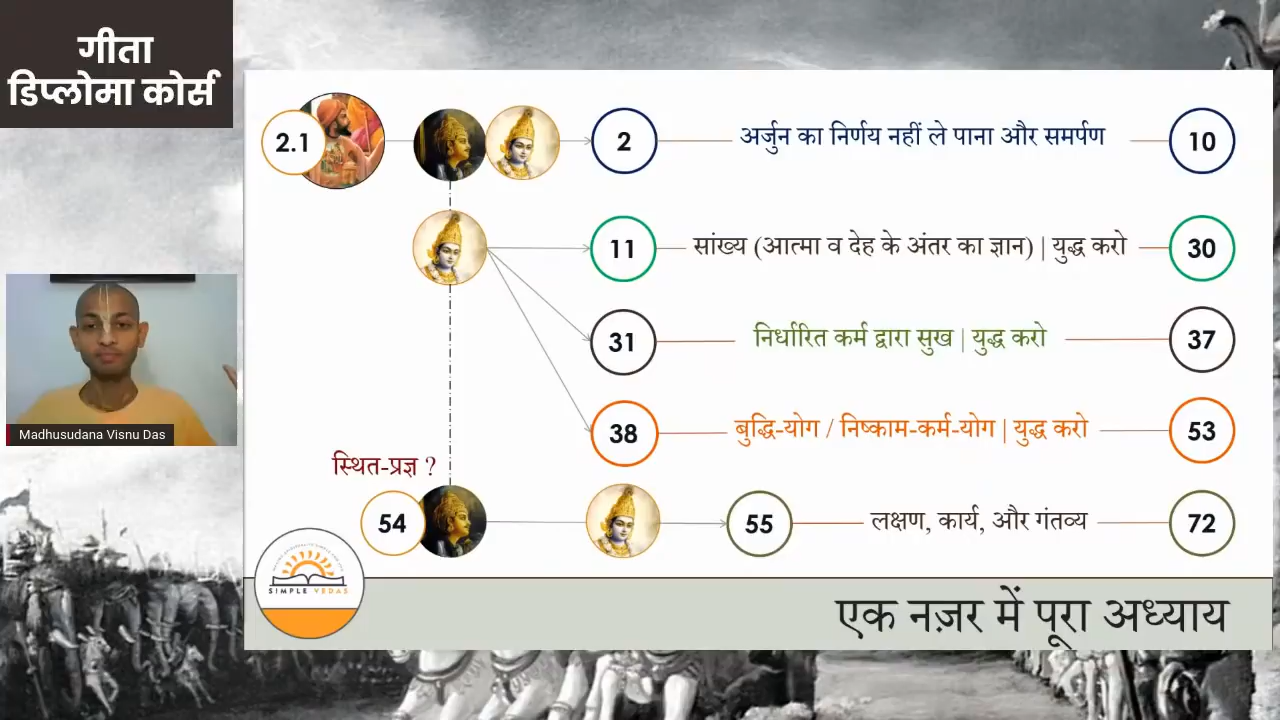 गीता
डिप्लोमा कोर्स
2.1
2
अर्जुन का निर्णय नहीं ले पाना और समर्पण
10
11
सांख्य (आत्मा व देह के अंतर का ज्ञान) | युद्ध करो
30
31
निर्धारित कर्म द्वारा सुख | युद्ध करो
37
38
बुद्धि-योग / निष्काम-कर्म-योग | युद्ध करो
53
स्थित-प्रज्ञ ?
54
55
लक्षण, कार्य, और गंतव्य
72
Madhusudana Visnu Das
SIMPLE VEDAS
एक नज़र में पूरा अध्याय